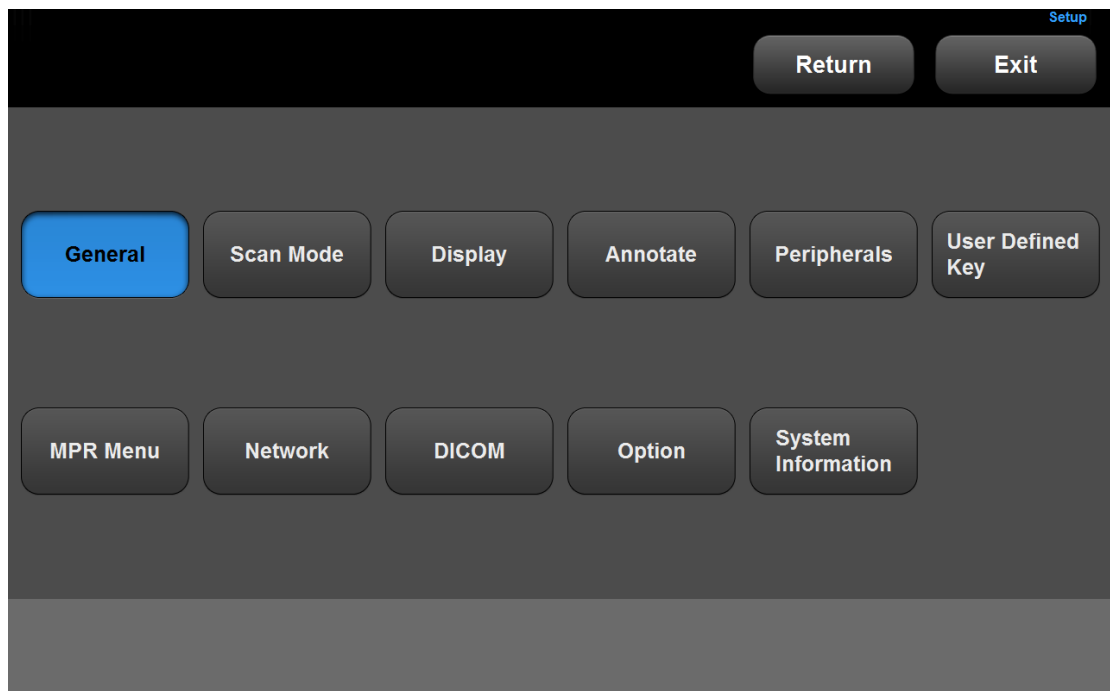 Setup
Return
Exit
General
Scan Mode
Display
Annotate
Peripherals
User Defined
Key
MPR Menu
Network
DICOM
Option
System
Information